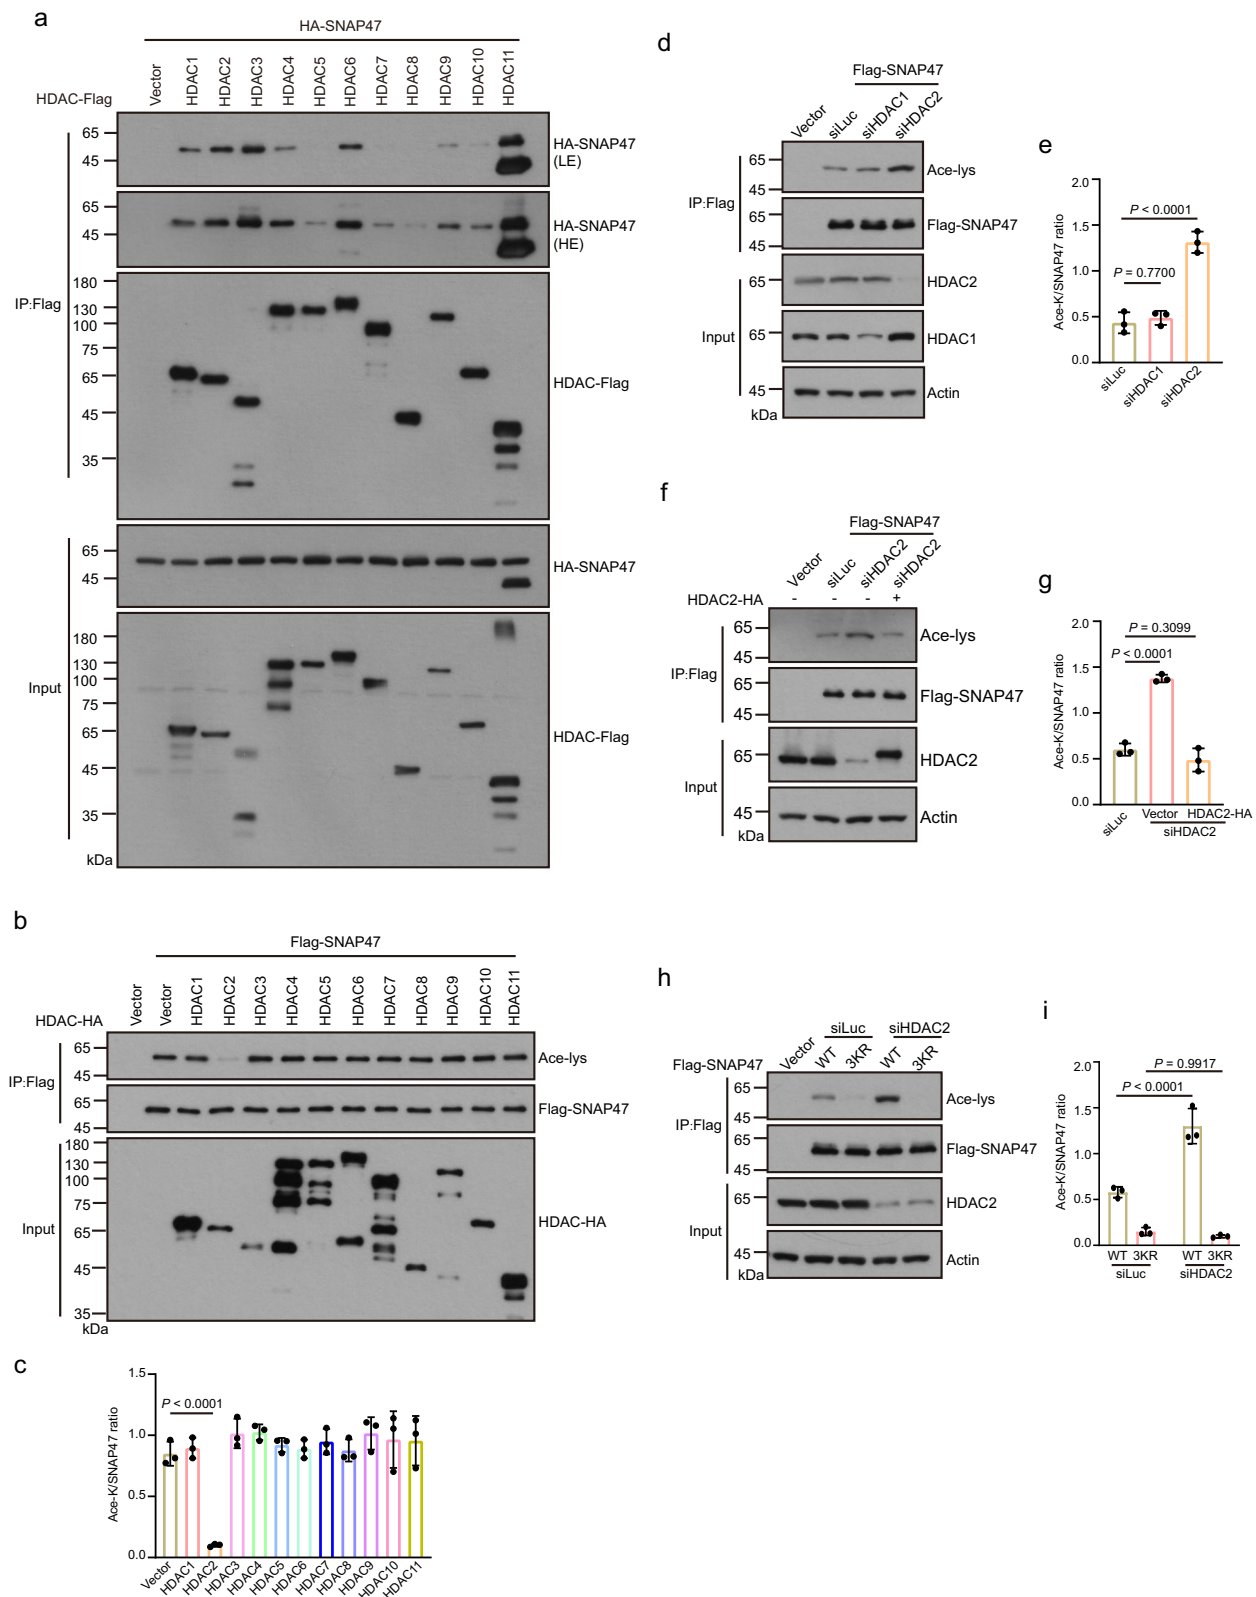 a
HA-SNAP47
HDAC-Flag
Vector
HDAC1
HDAC2
HDAC3
HDAC4
HDAC5
HDAC6
HDAC7
HDAC8
HDAC9
HDAC10
HDAC11
IP:Flag
65
45
HA-SNAP47
(LE)
65
45
HA-SNAP47
(HE)
180
130
100
75
65
45
35
HDAC-Flag
Input
65
45
HA-SNAP47
180
130
100
75
65
45
35
kDa
HDAC-Flag
b
Flag-SNAP47
HDAC-HA
Vector
Vector
HDAC1
HDAC2
HDAC3
HDAC4
HDAC5
HDAC6
HDAC7
HDAC8
HDAC9
HDAC10
HDAC11
IP:Flag
65
45
Ace-lys
65
45
Flag-SNAP47
Input
180
130
100
75
65
45
35
kDa
HDAC-HA
c
Ace-K/SNAP47 ratio
1.5
1.0
0.5
0.0
P < 0.0001
Vector
HDAC1
HDAC2
HDAC3
HDAC4
HDAC5
HDAC6
HDAC7
HDAC8
HDAC9
HDAC10
HDAC11
d
Flag-SNAP47
Vector
siLuc
siHDAC1
siHDAC2
IP:Flag
65
45
Ace-lys
65
45
Flag-SNAP47
Input
65
HDAC2
65
HDAC1
45
Actin
kDa
e
Ace-K/SNAP47 ratio
2.0
1.5
1.0
0.5
0.0
P < 0.0001
P = 0.7700
siLuc
siHDAC1
siHDAC2
f
Flag-SNAP47
Vector
siLuc
siHDAC2
siHDAC2
HDAC2-HA - - - +
IP:Flag
65
45
Ace-lys
65
45
Flag-SNAP47
Input
65
HDAC2
45
Actin
kDa
g
Ace-K/SNAP47 ratio
2.0
1.5
1.0
0.5
0.0
P = 0.3099
P < 0.0001
siLuc
Vector HDAC2-HA
siHDAC2
h
siLuc siHDAC2
Flag-SNAP47
Vector
WT
3KR
WT
3KR
IP:Flag
65
45
Ace-lys
65
45
Flag-SNAP47
Input
65
HDAC2
45
Actin
kDa
i
Ace-K/SNAP47 ratio
2.0
1.5
1.0
0.5
0.0
P = 0.9917
P < 0.0001
WT 3KR WT 3KR
siLuc siHDAC2